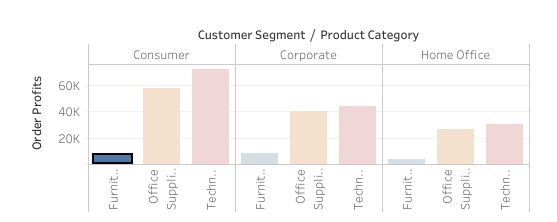 Customer Segment / Product Category
Consumer
Corporate
Home Office
Order Profits
60K
40K
20K
Furnit..
Office
Suppli..
Techn..
Furnit..
Office
Suppli..
Techn..
Furnit..
Office
Suppli..
Techn..